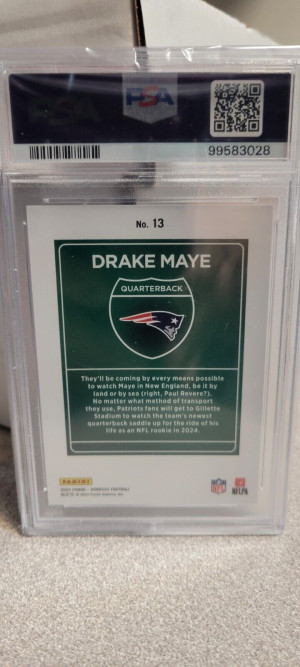 PSA
99583028
No. 13
DRAKE MAYE
QUARTERBACK
They'll be coming by every means possible
to watch Maye in New England, be it by
land or by sea (right, Paul Revere?).
No matter what method of transport
they use, Patriots fans will get to Gillette
Stadium to watch the team's newest
quarterback saddle up for the ride of his
life as an NFL rookie in 2024.
PANINI
NFL
NFLPA